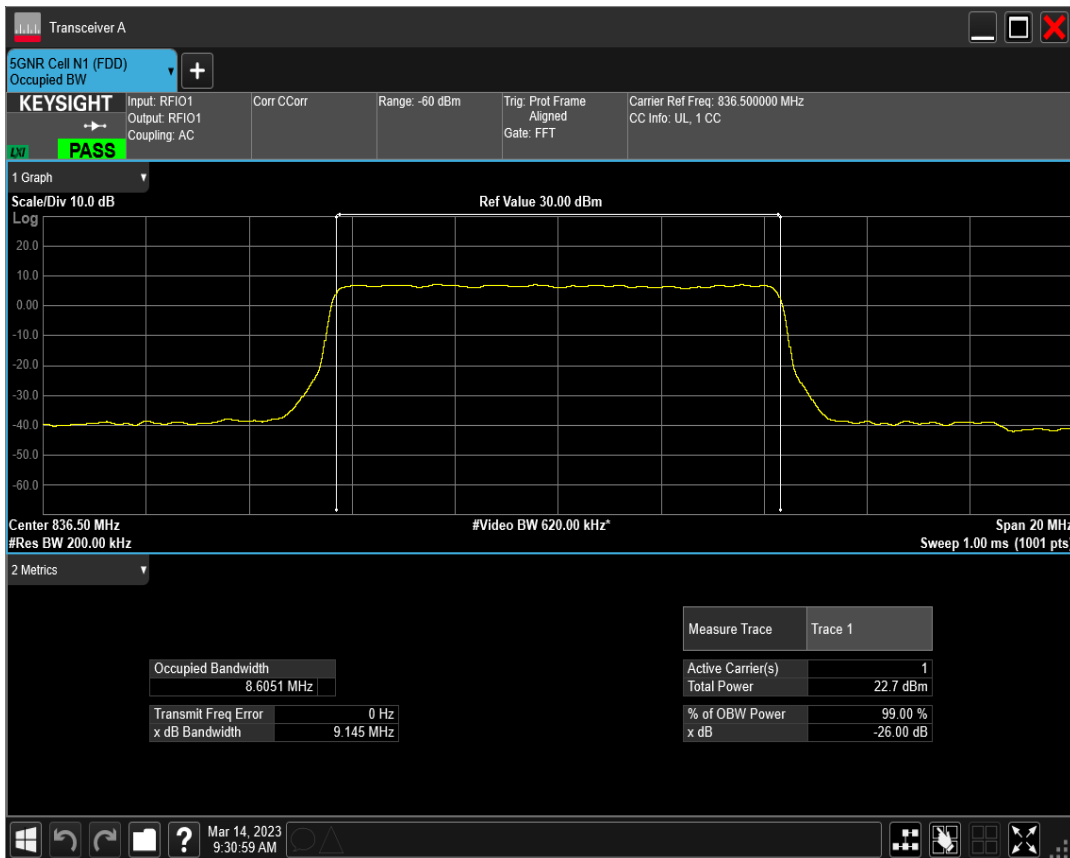 Transceiver A
5GNR Cell N1 (FDD)
Occupied BW
KEYSIGHT
LXI
PASS
Input: RFIO1
Output: RFIO1
Coupling: AC
Corr CCorr
Range: -60 dBm
Trig: Prot Frame
Aligned
Gate: FFT
Carrier Ref Freq: 836.500000 MHz
CC Info: UL, 1 CC
1 Graph
Scale/Div 10.0 dB
Ref Value 30.00 dBm
Log
20.0
10.0
0.00
-10.0
-20.0
-30.0
-40.0
-50.0
-60.0
Center 836.50 MHz
#Video BW 620.00 kHz*
Span 20 MHz
#Res BW 200.00 kHz
Sweep 1.00 ms (1001 pts)
2 Metrics
Measure Trace Trace 1
Occupied Bandwidth
8.6051 MHz
Active Carrier(s) 1
Total Power 22.7 dBm
Transmit Freq Error 0 Hz
x dB Bandwidth 9.145 MHz
% of OBW Power 99.00 %
x dB -26.00 dB
?
Mar 14, 2023
9:30:59 AM